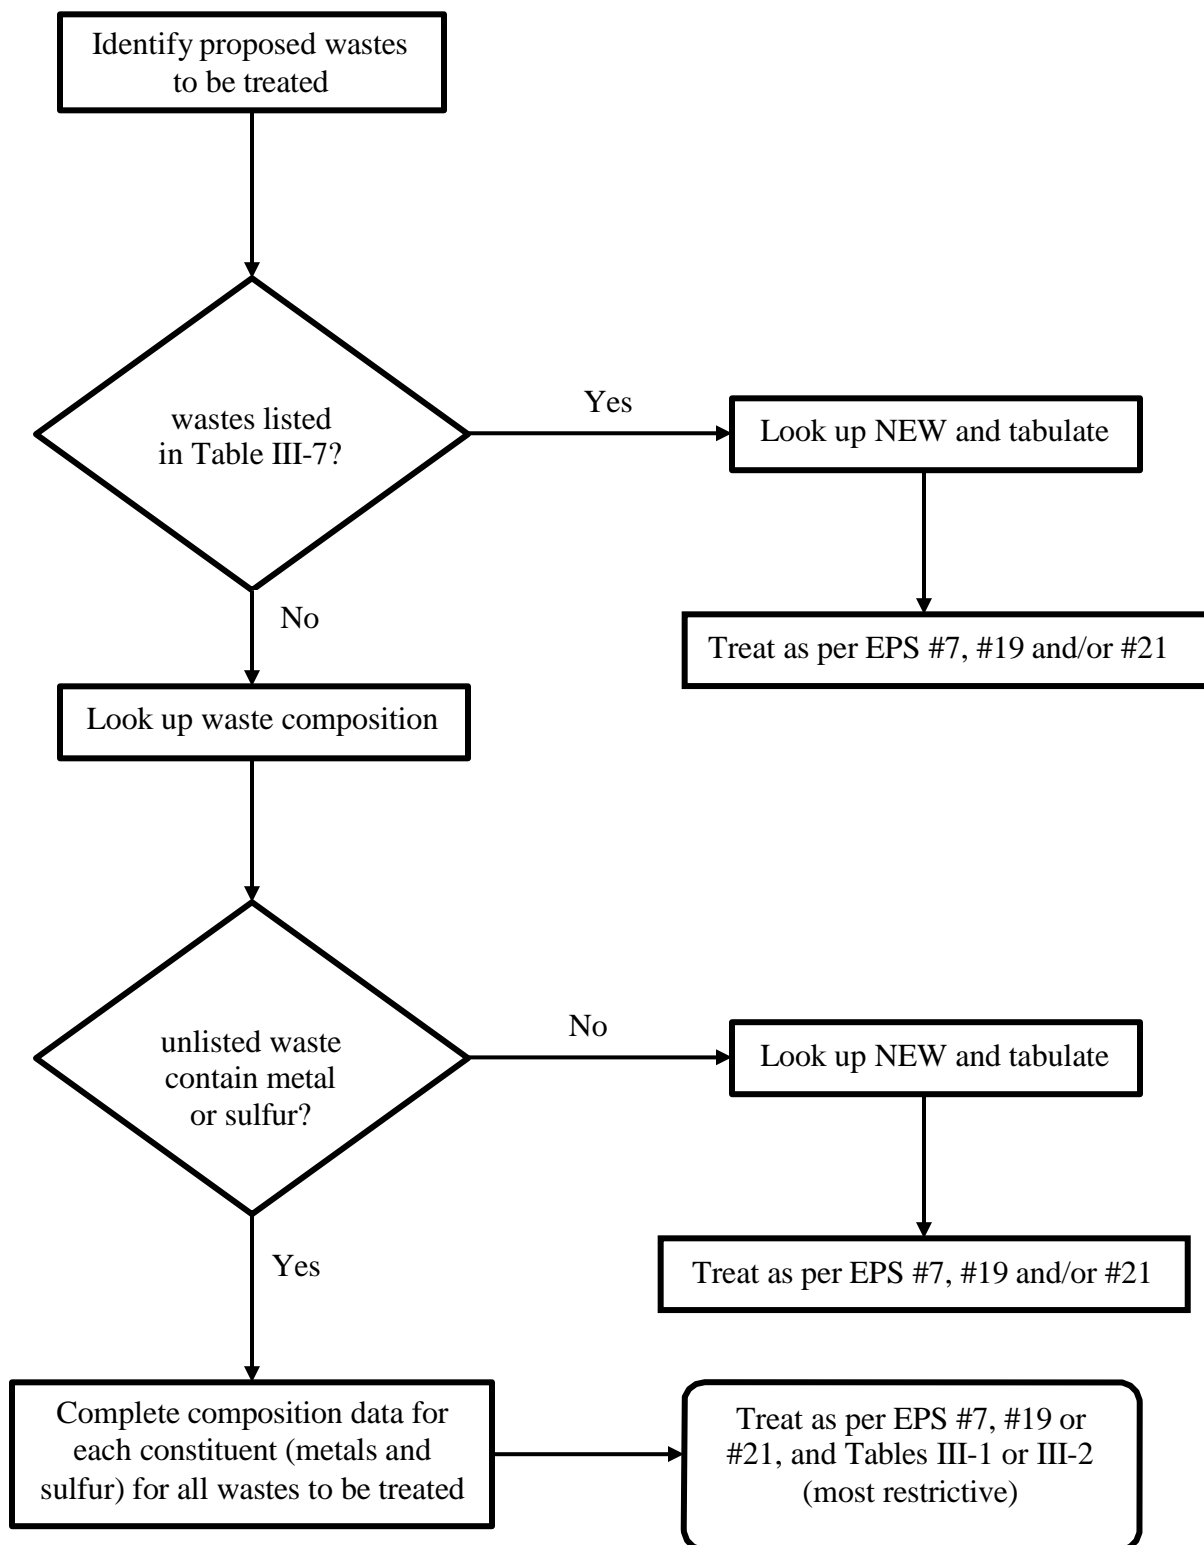 Identify proposed wastes
to be treated
wastes listed
in Table III-7?
Yes
Look up NEW and tabulate
Treat as per EPS #7, #19 and/or #21
No
Look up waste composition
unlisted waste
contain metal
or sulfur?
No
Look up NEW and tabulate
Treat as per EPS #7, #19 and/or #21
Yes
Complete composition data for
each constituent (metals and
sulfur) for all wastes to be treated
Treat as per EPS #7, #19 or
#21, and Tables III-1 or III-2
(most restrictive)